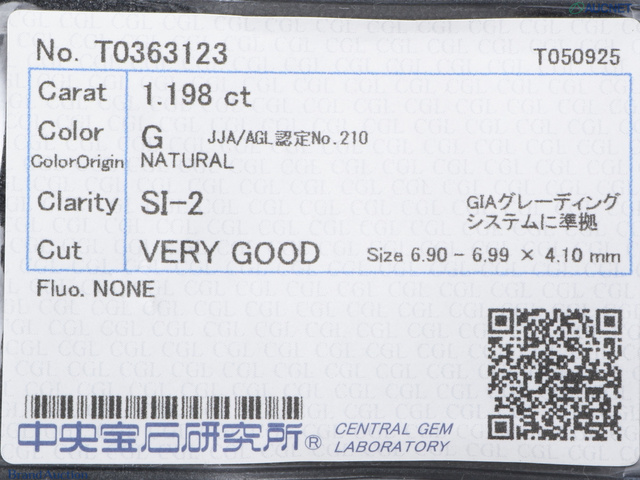 No. T0363123
T050925
Carat 1.198 ct
Color G JJA/AGL認定No.210
ColorOrigin NATURAL
Clarity SI-2 GIAグレーディング
システムに準拠
Cut VERY GOOD Size 6.90 - 6.99 × 4.10 mm
Fluo. NONE
中央宝石研究所® CENTRAL GEM
LABORATORY